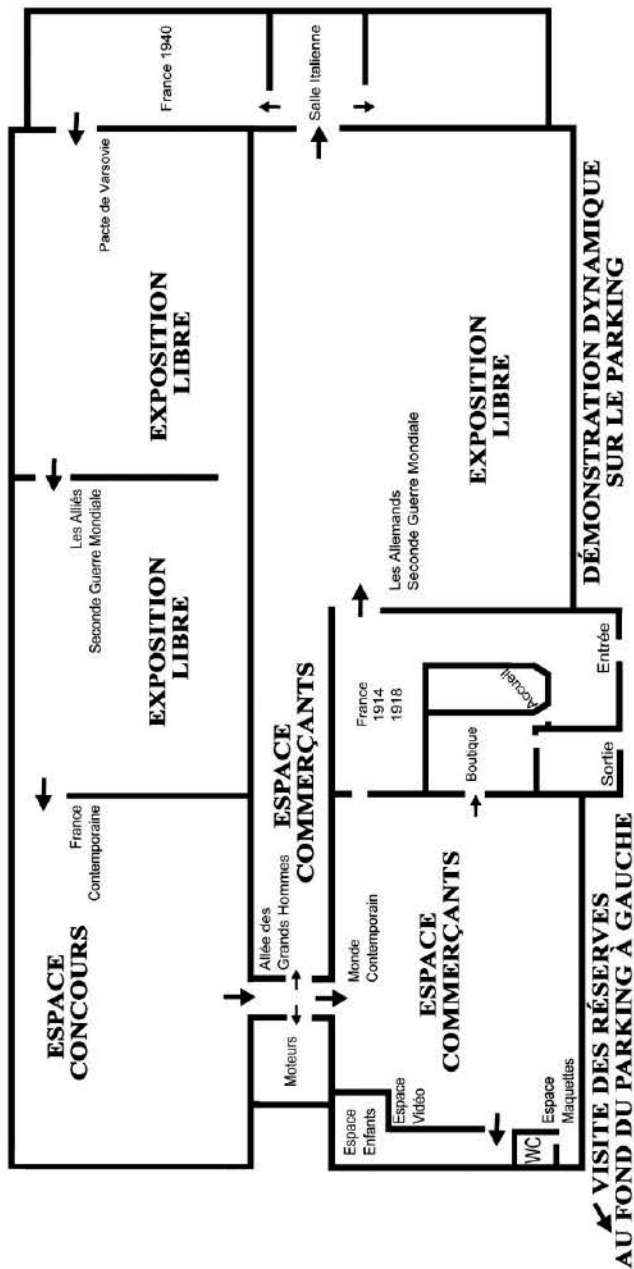 France 1940
Salle Italienne
Pacte de Varsovie
EXPOSITION
LIBRE
Les Alliés
Seconde Guerre Mondiale
EXPOSITION
LIBRE
France
Contemporaine
ESPACE
CONCOURS
Allée des
Grands Hommes
ESPACE
COMMERÇANTS
Moteurs
EXPOSITION
LIBRE
Les Allemands
Seconde Guerre Mondiale
France
1914
1918
Accueil
Boutique
Entrée
Sortie
Monde
Contemporain
ESPACE
COMMERÇANTS
Espace
Enfants
Espace
Vidéo
WC
Espace
Maquettes
DÉMONSTRATION DYNAMIQUE
SUR LE PARKING
VISITE DES RÉSERVES
AU FOND DU PARKING À GAUCHE